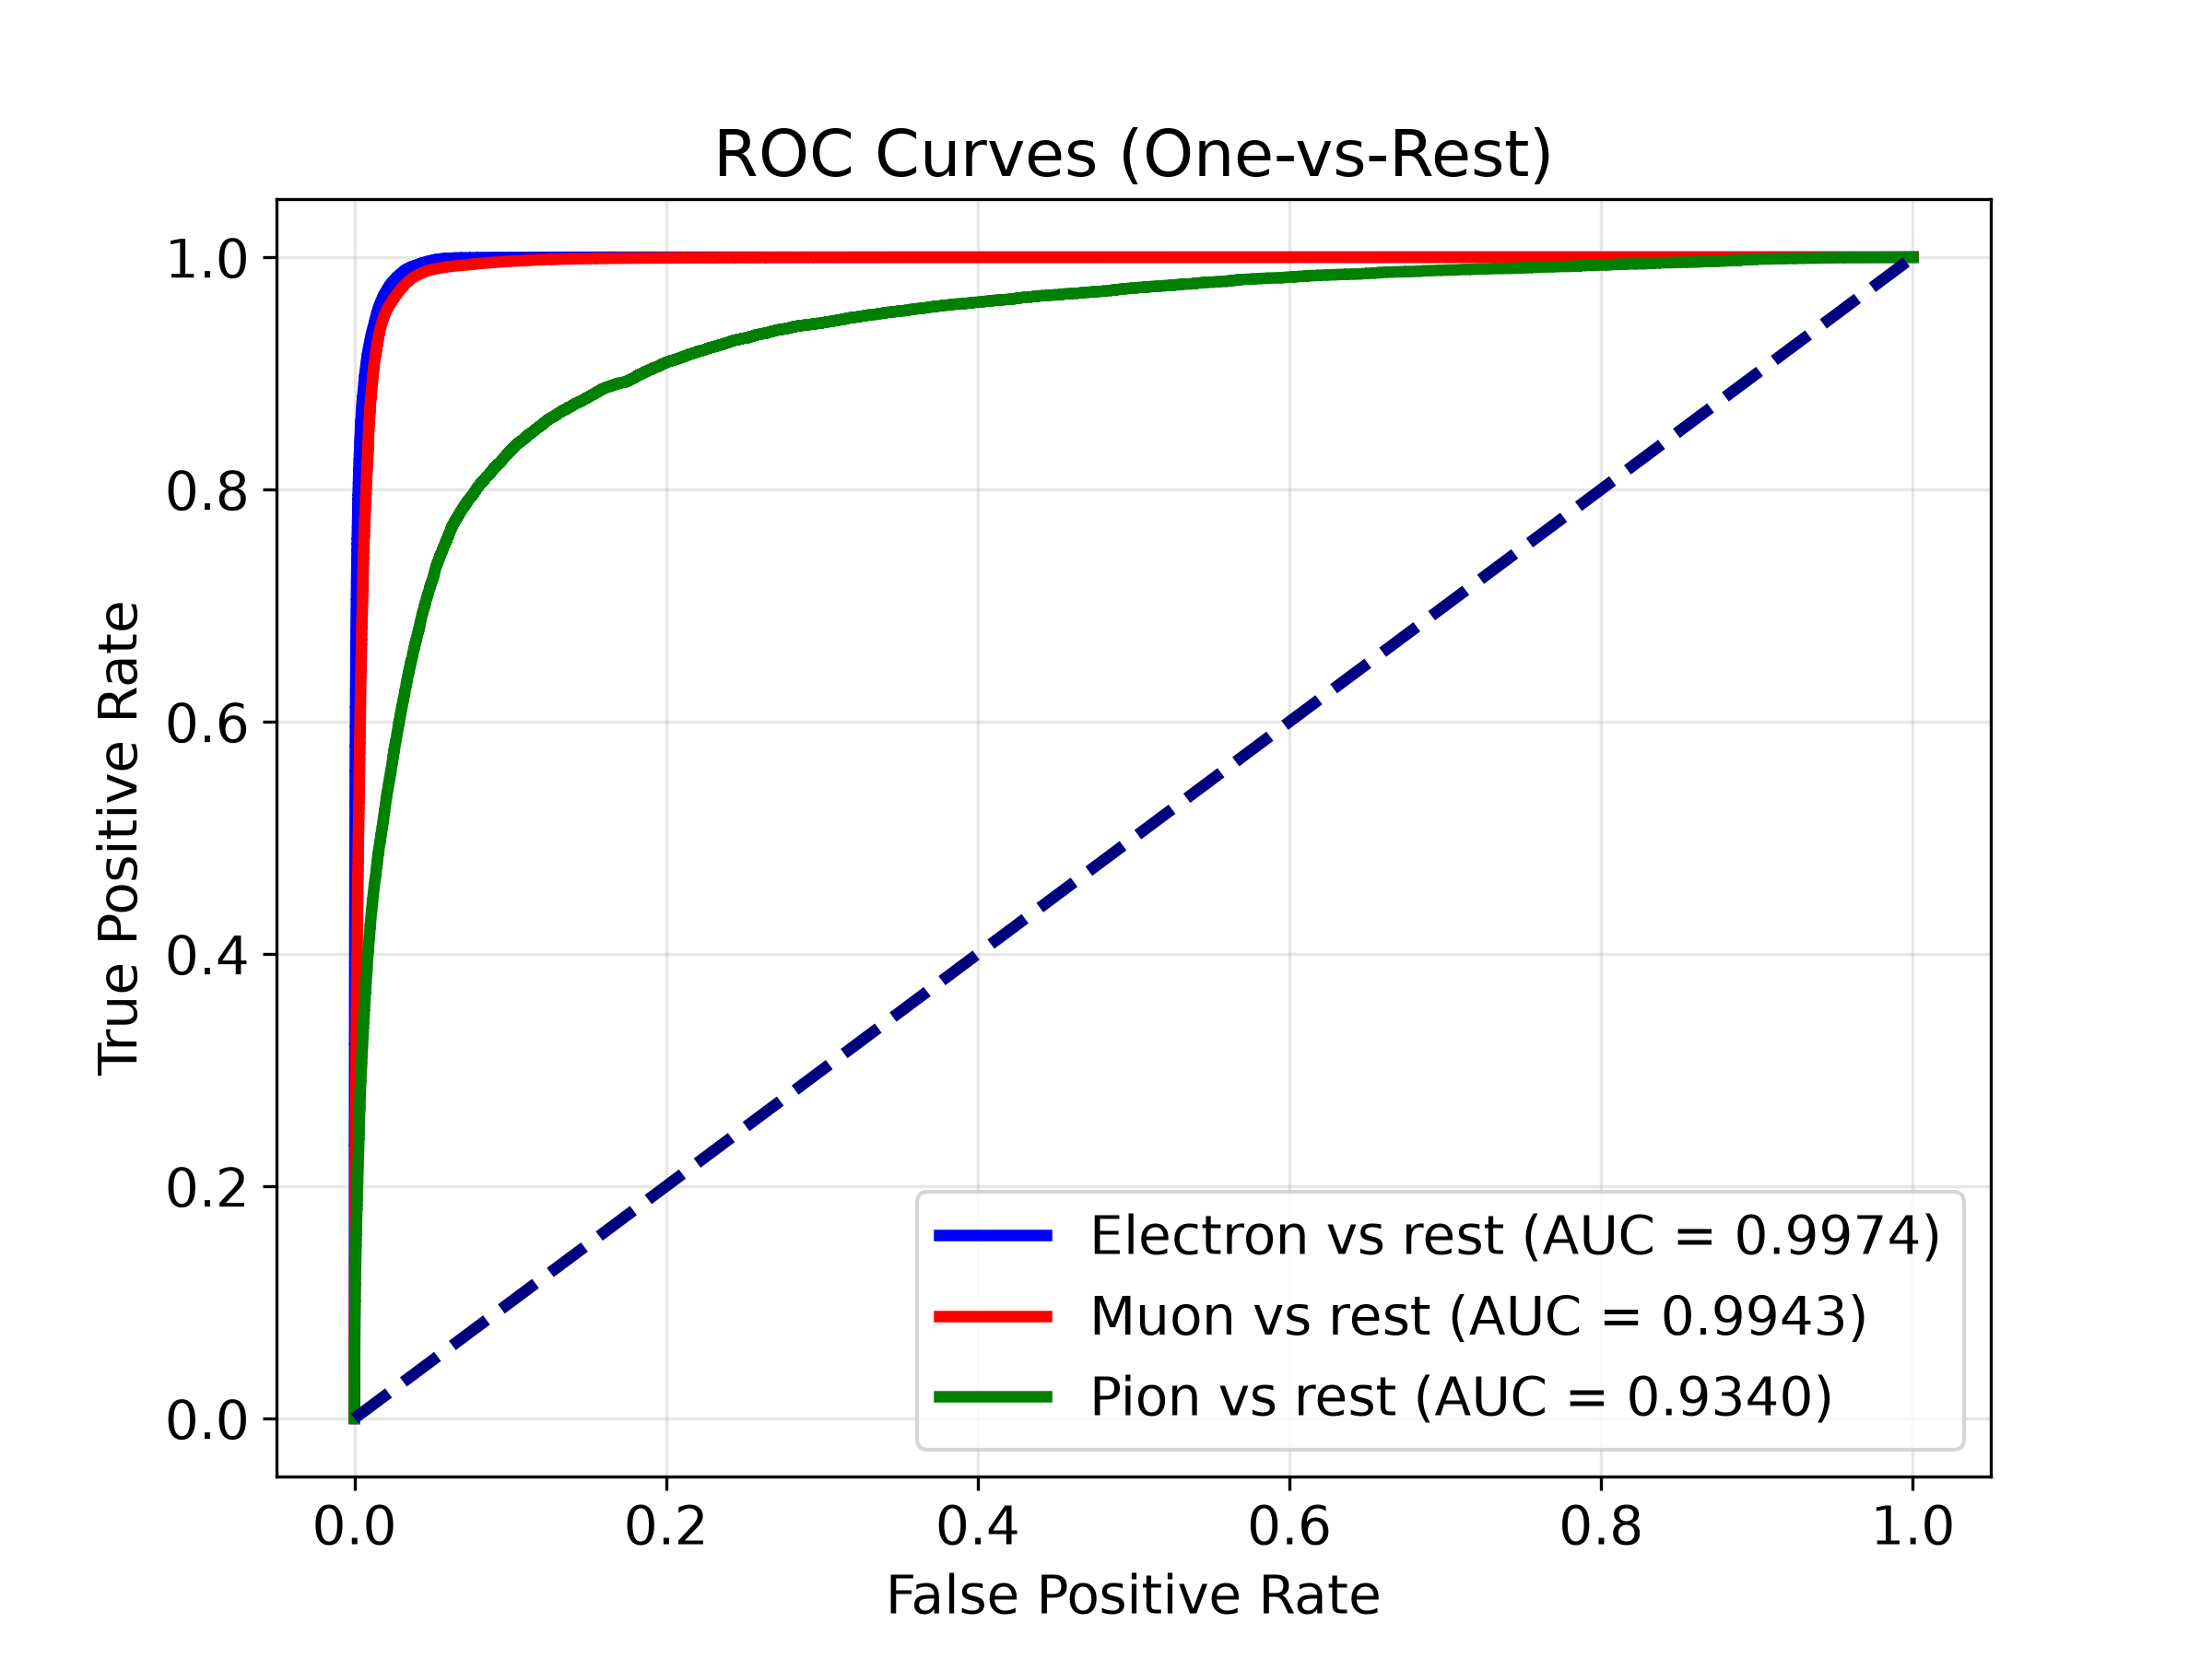 ROC Curves (One-vs-Rest)
True Positive Rate
1.0
0.8
0.6
0.4
0.2
0.0
Electron vs rest (AUC = 0.9974)
Muon vs rest (AUC = 0.9943)
Pion vs rest (AUC = 0.9340)
0.0 0.2 0.4 0.6 0.8 1.0
False Positive Rate